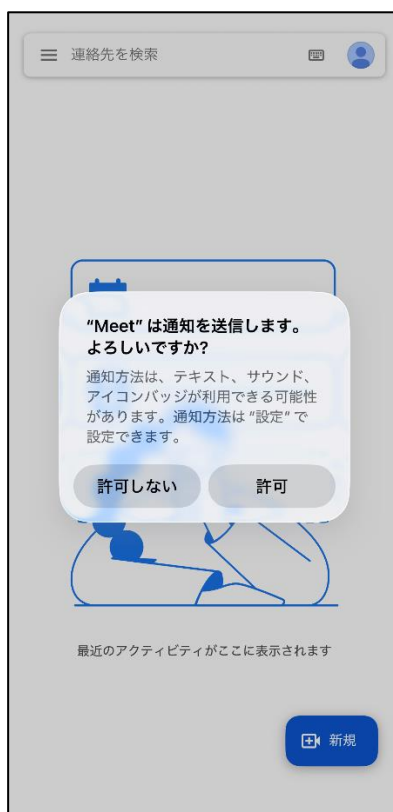 連絡先を検索
“Meet” は通知を送信します。
よろしいですか?
通知方法は、テキスト、サウンド、
アイコンバッジが利用できる可能性
があります。通知方法は “設定” で
設定できます。
許可しない
許可
最近のアクティビティがここに表示されます
新規